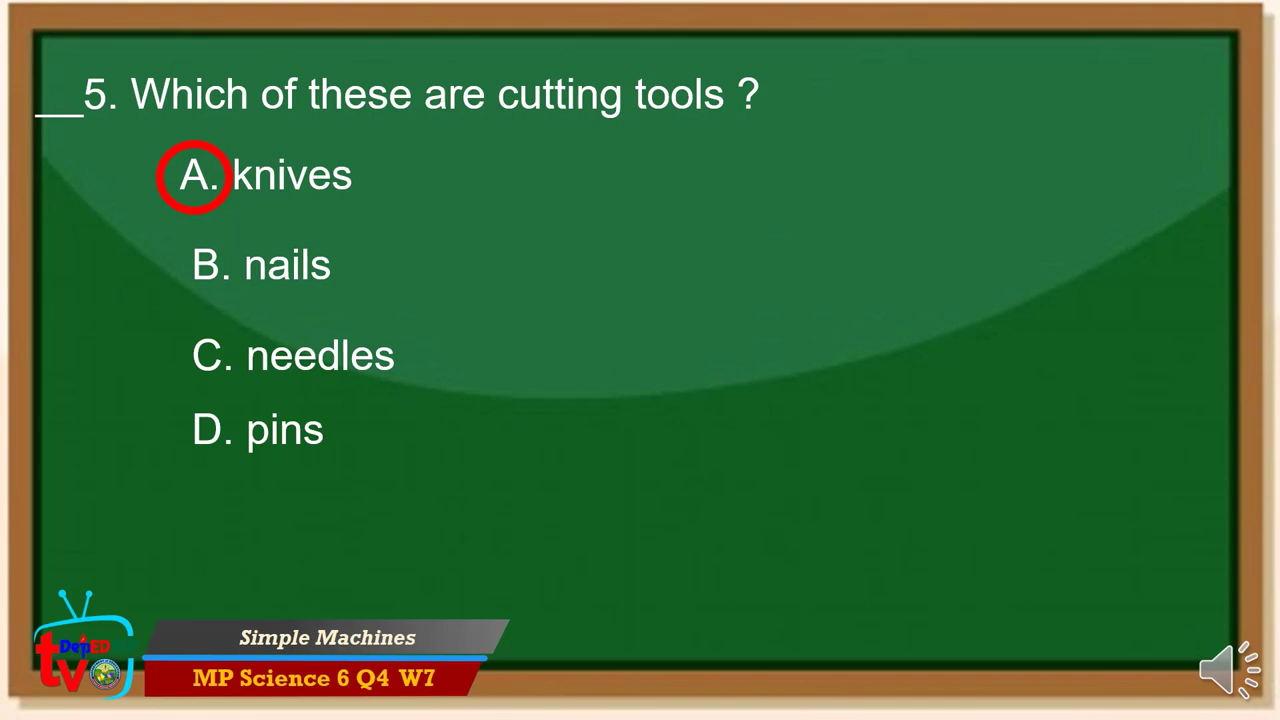 __5. Which of these are cutting tools ?
A. knives
B. nails
C. needles
D. pins
DepED
tv
Simple Machines
MP Science 6 Q4 W7